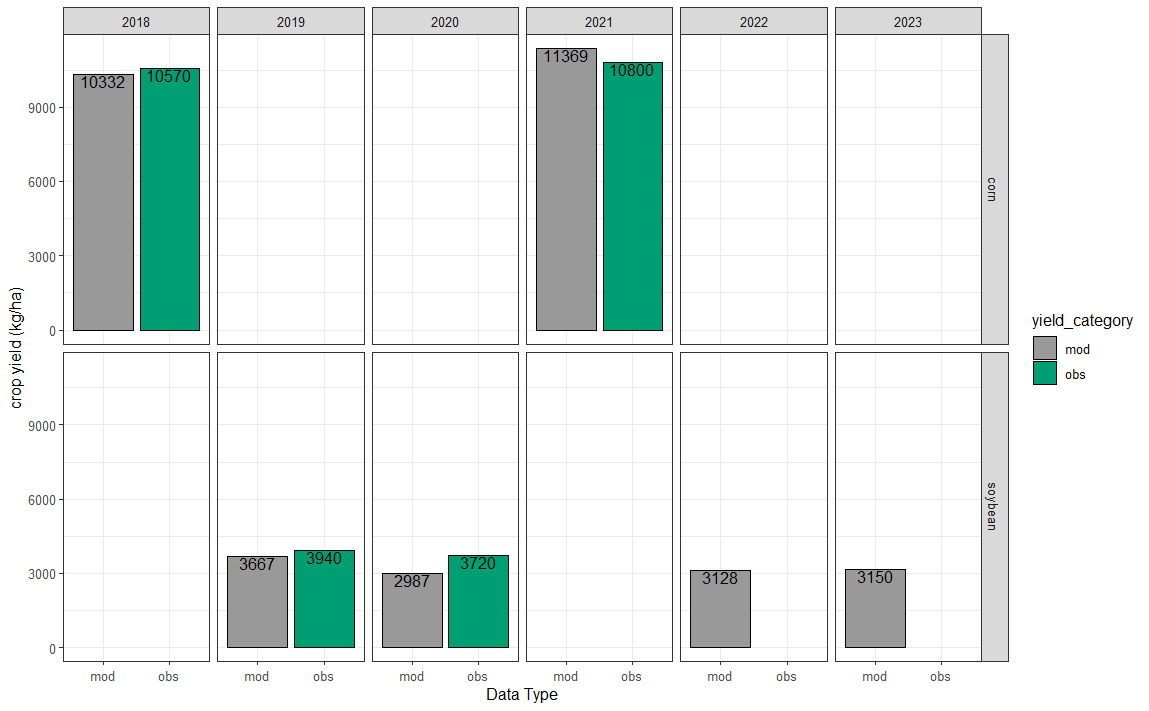 2018 2019 2020 2021 2022 2023
crop yield (kg/ha)
9000
6000
3000
0
10332 10570 11369 10800
corn
9000
6000
3000
0
3667 3940 2987 3720 3128 3150
soybean
mod obs mod obs mod obs mod obs mod obs mod obs
Data Type
yield_category
mod
obs